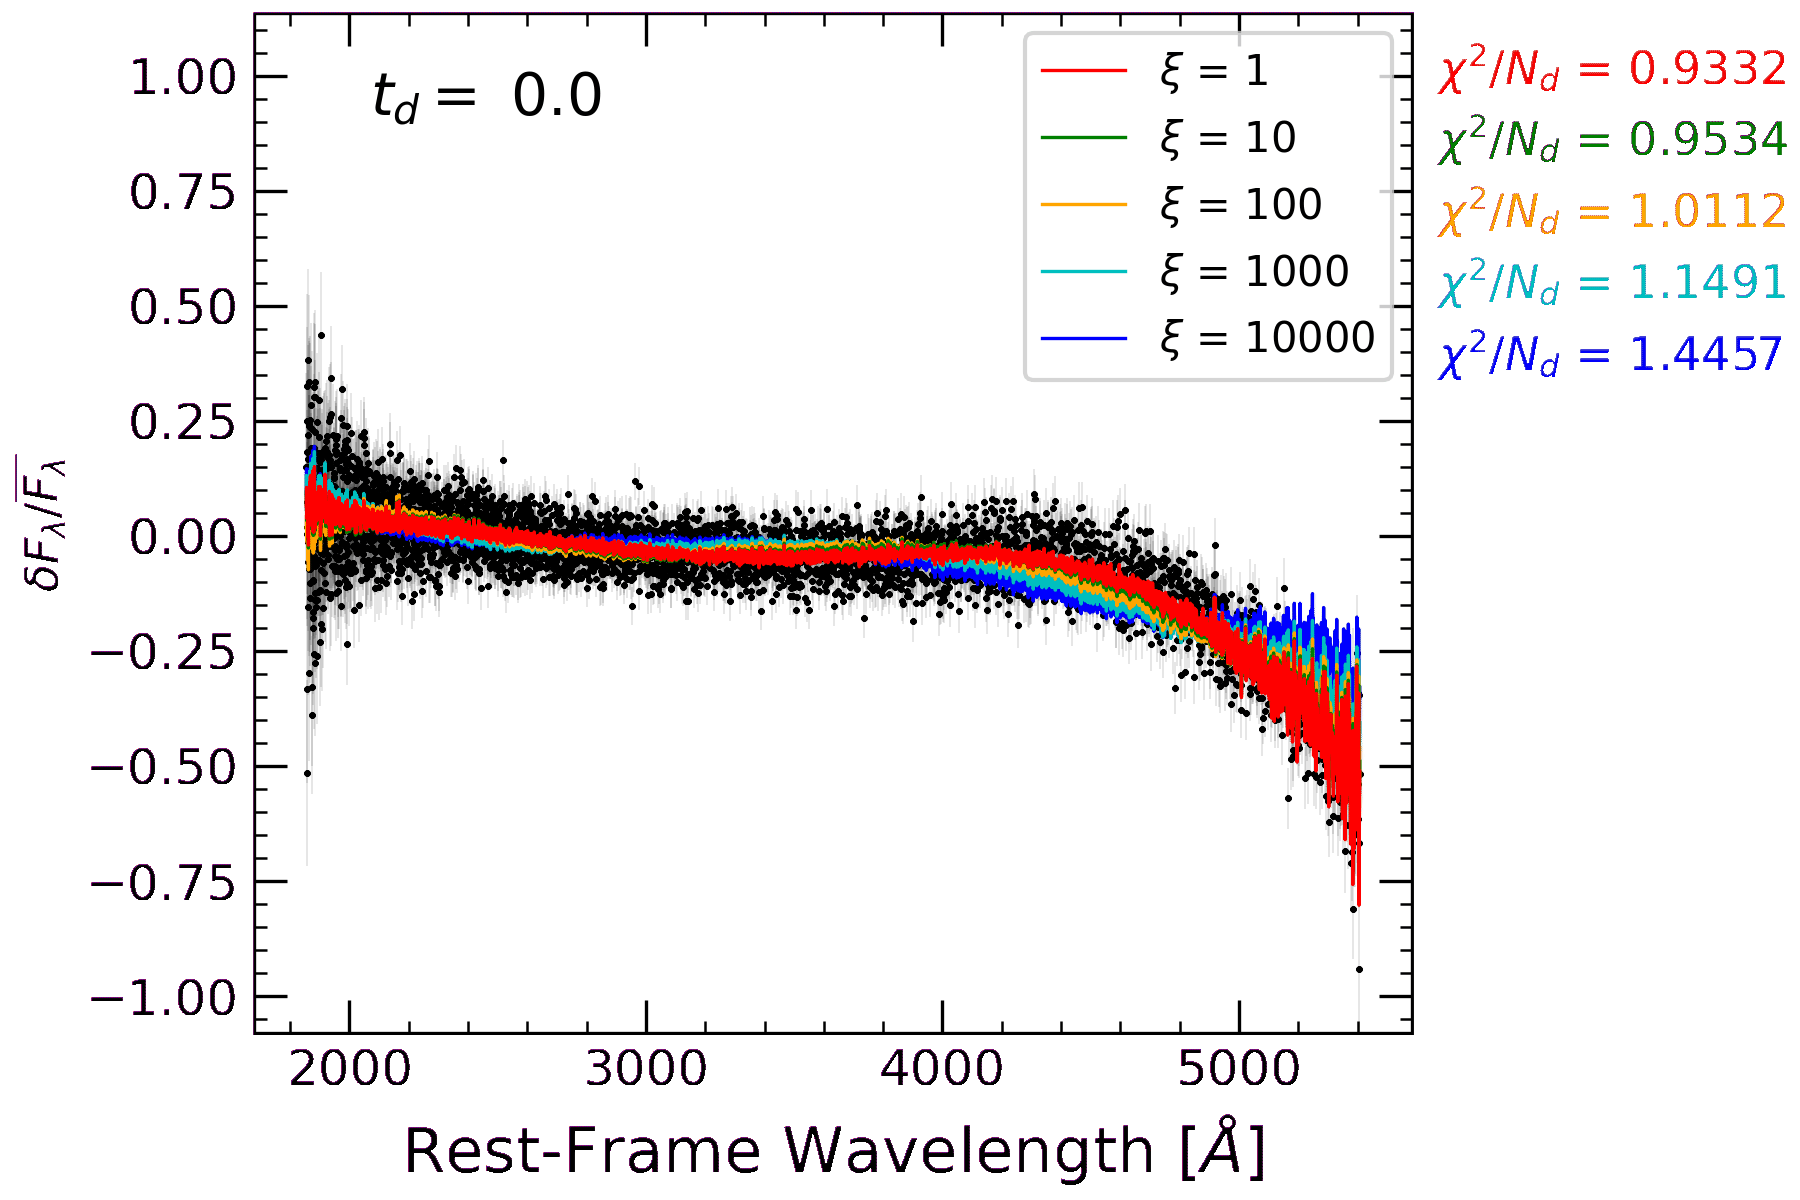 t_d = 0.0
ξ = 1
ξ = 10
ξ = 100
ξ = 1000
ξ = 10000
χ²/N_d = 0.9332
χ²/N_d = 0.9534
χ²/N_d = 1.0112
χ²/N_d = 1.1491
χ²/N_d = 1.4457
1.00
0.75
0.50
0.25
0.00
−0.25
−0.50
−0.75
−1.00
δF_λ/F̅_λ
2000 3000 4000 5000
Rest-Frame Wavelength [Å]